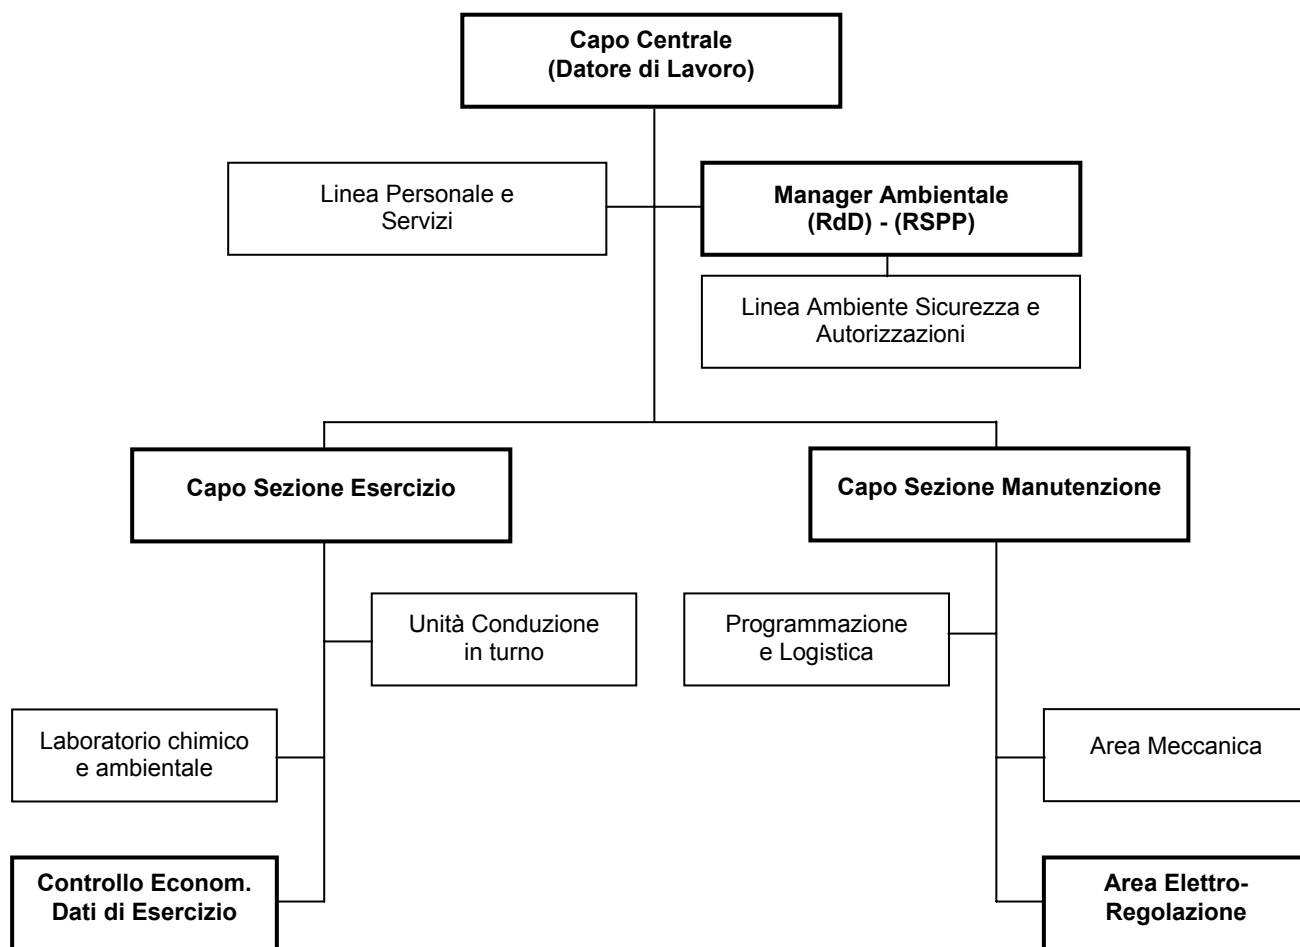 Capo Centrale
(Datore di Lavoro)
Linea Personale e
Servizi
Manager Ambientale
(RdD) - (RSPP)
Linea Ambiente Sicurezza e
Autorizzazioni
Capo Sezione Esercizio
Capo Sezione Manutenzione
Unità Conduzione
in turno
Programmazione
e Logistica
Laboratorio chimico
e ambientale
Area Meccanica
Controllo Econom.
Dati di Esercizio
Area Elettro-
Regolazione